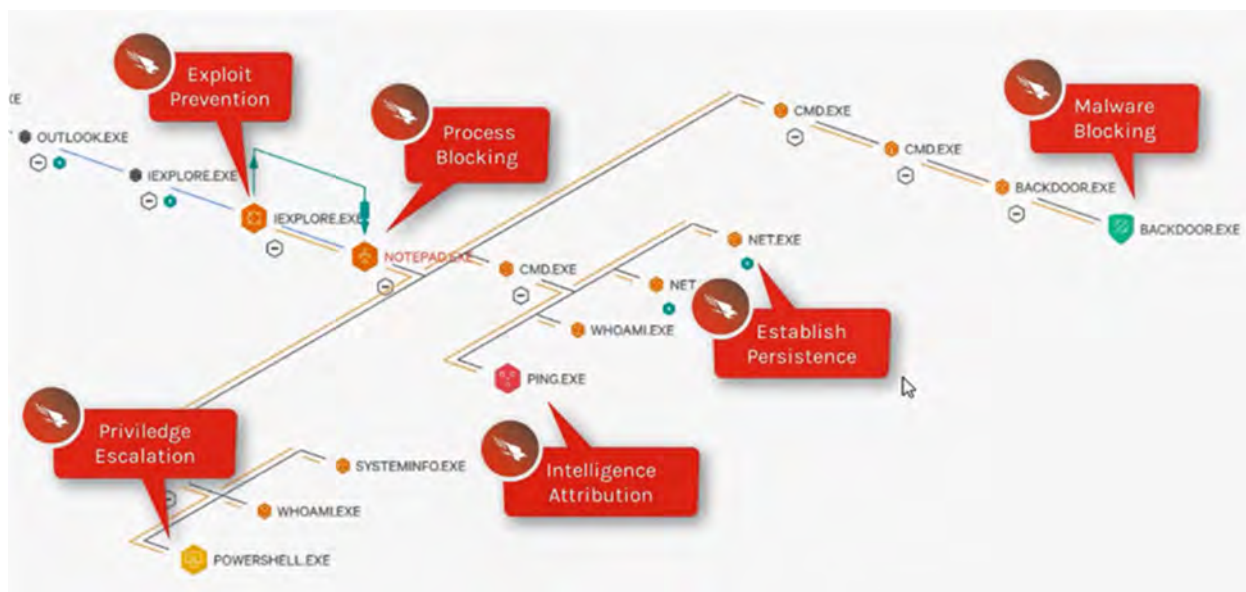 Exploit
Prevention
XE
OUTLOOK.EXE
Process
Blocking
CMD.EXE
Malware
Blocking
CMD.EXE
IEXPLORE.EXE
BACKDOOR.EXE
IEXPLORE.EXE
BACKDOOR.EXE
NOTEPAD.EXE
NET.EXE
CMD.EXE
NET
WHOAMI.EXE
Establish
Persistence
PING.EXE
Priviledge
Escalation
SYSTEMINFO.EXE
Intelligence
Attribution
WHOAMI.EXE
POWERSHELL.EXE